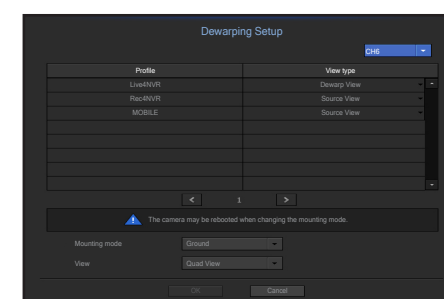 Dewarping Setup
CH6
Profile View type
Live4NVR Dewarp View
Rec4NVR Source View
MOBILE Source View
< 1 >
The camera may be rebooted when changing the mounting mode.
Mounting mode Ground
View Quad View
OK Cancel